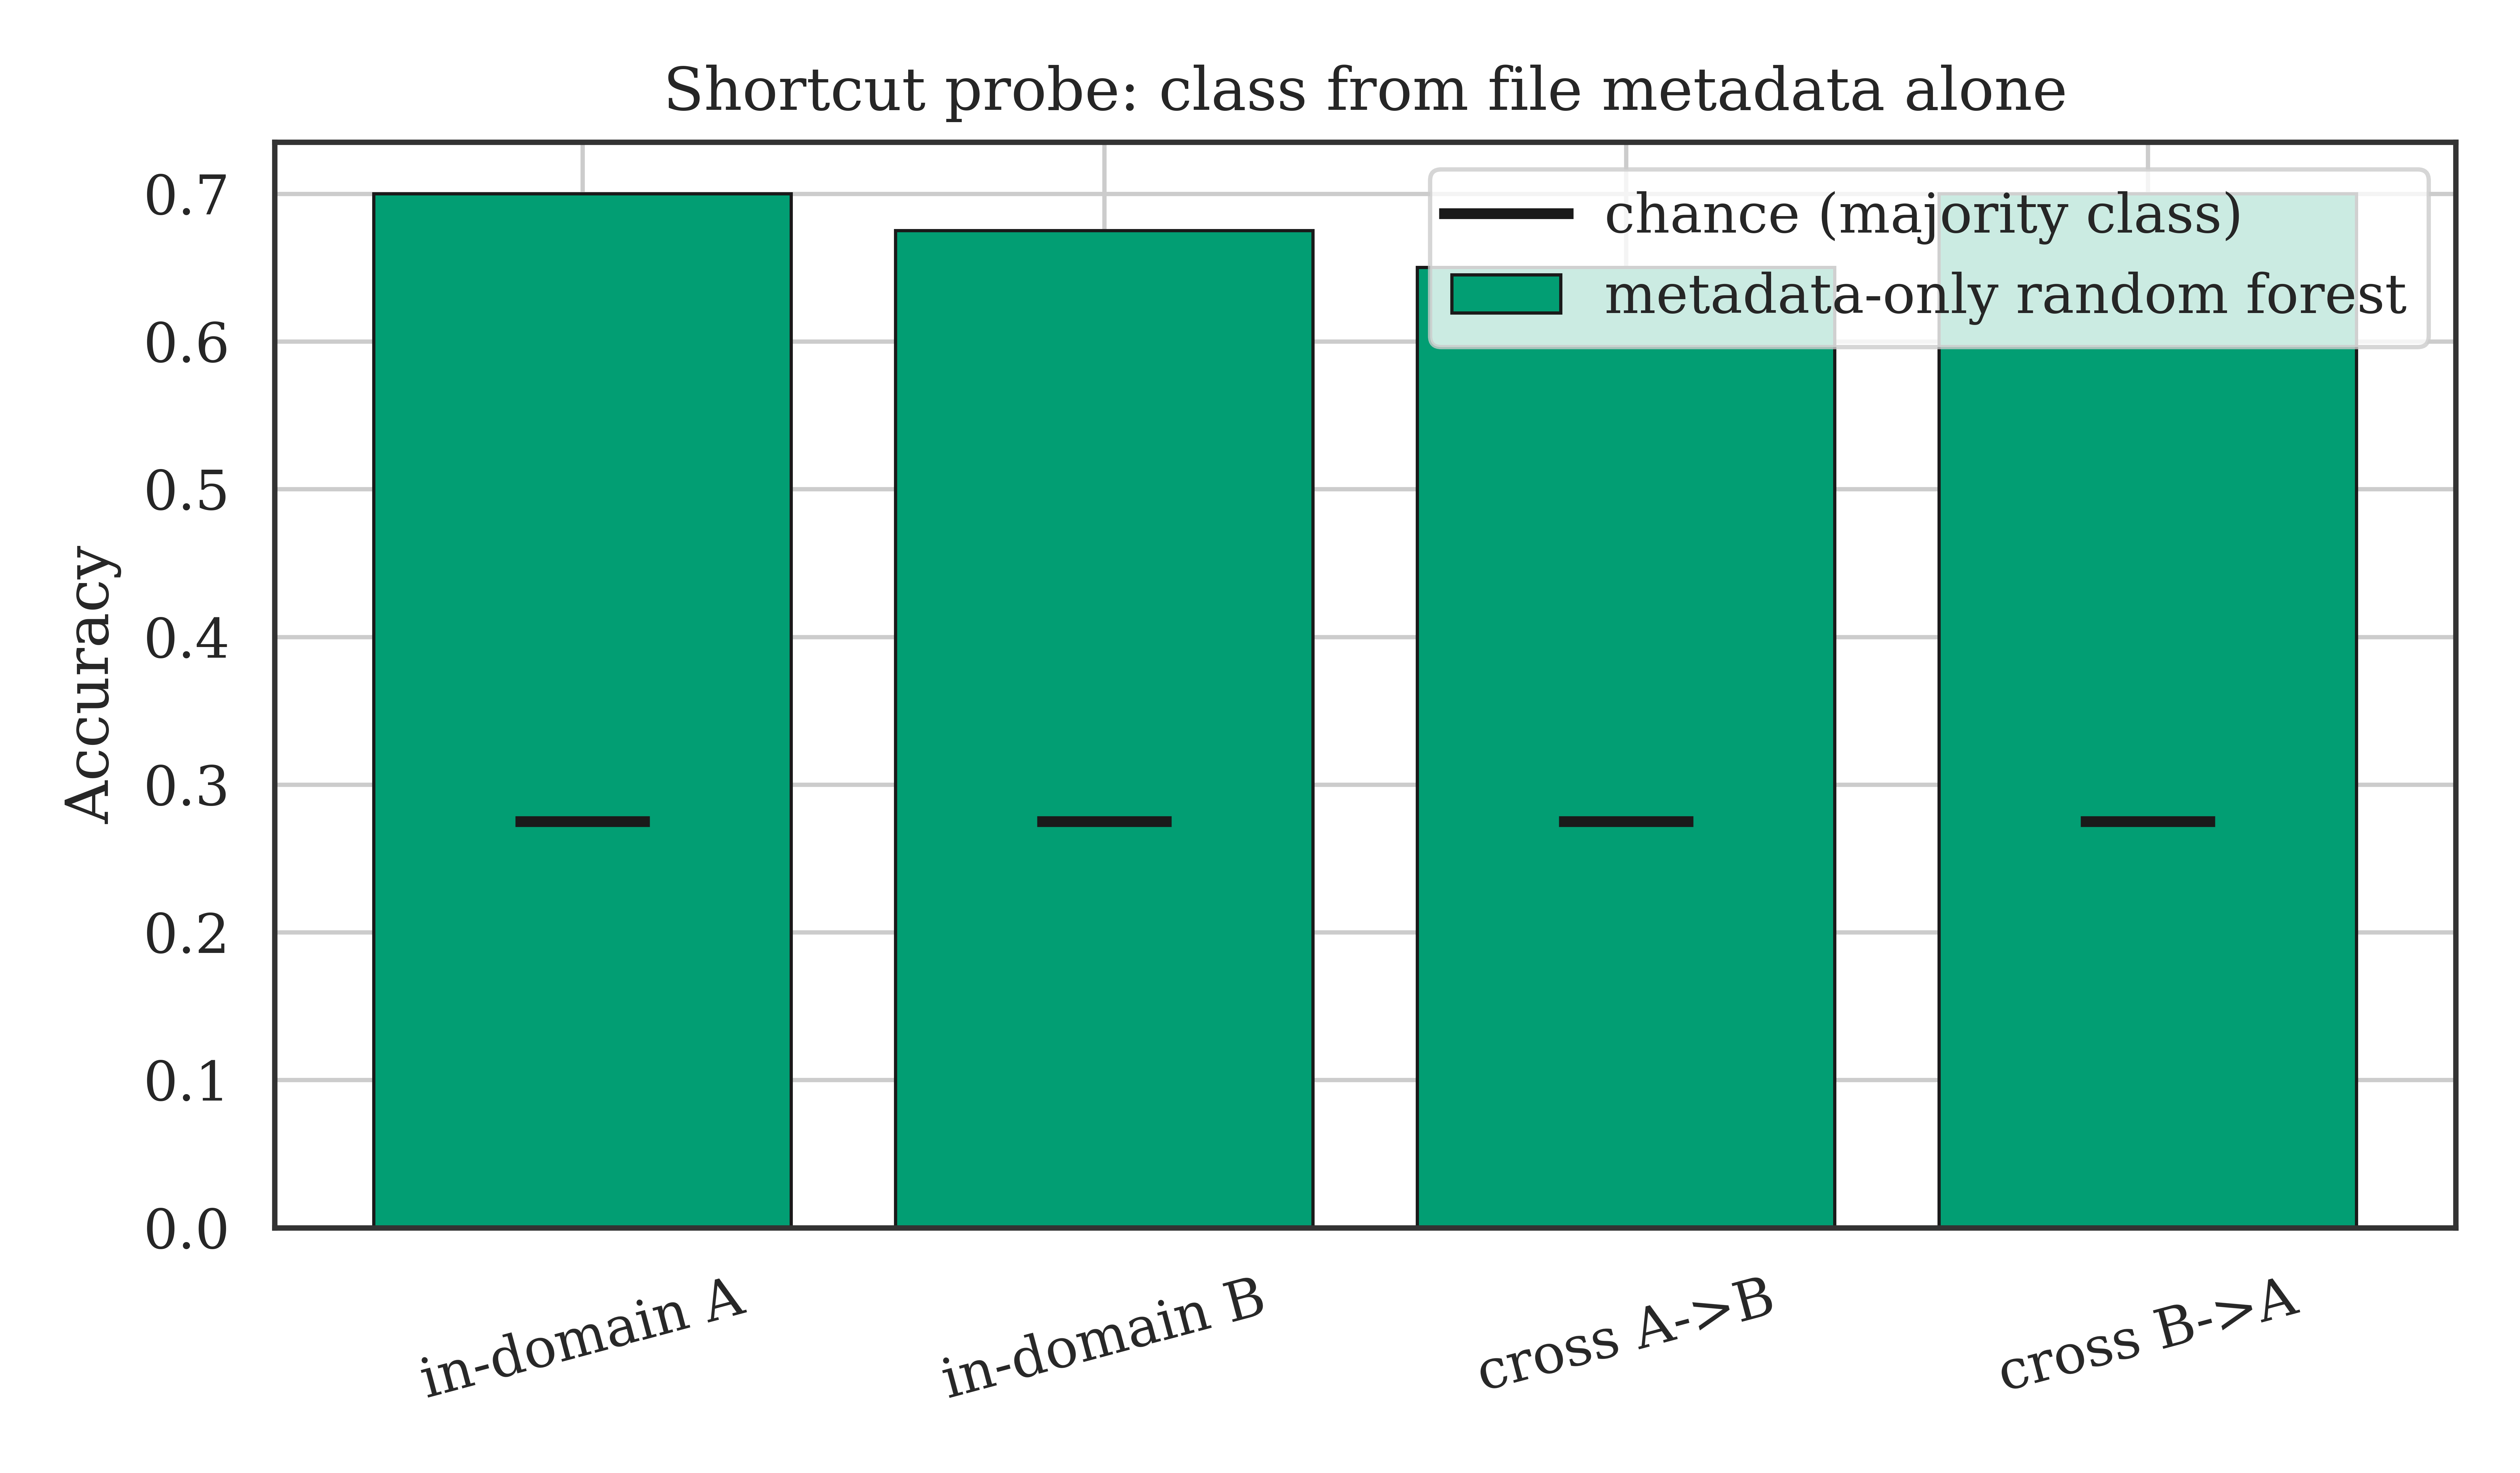 Shortcut probe: class from file metadata alone
chance (majority class)
metadata-only random forest
Accuracy
0.7
0.6
0.5
0.4
0.3
0.2
0.1
0.0
in-domain A
in-domain B
cross A->B
cross B->A